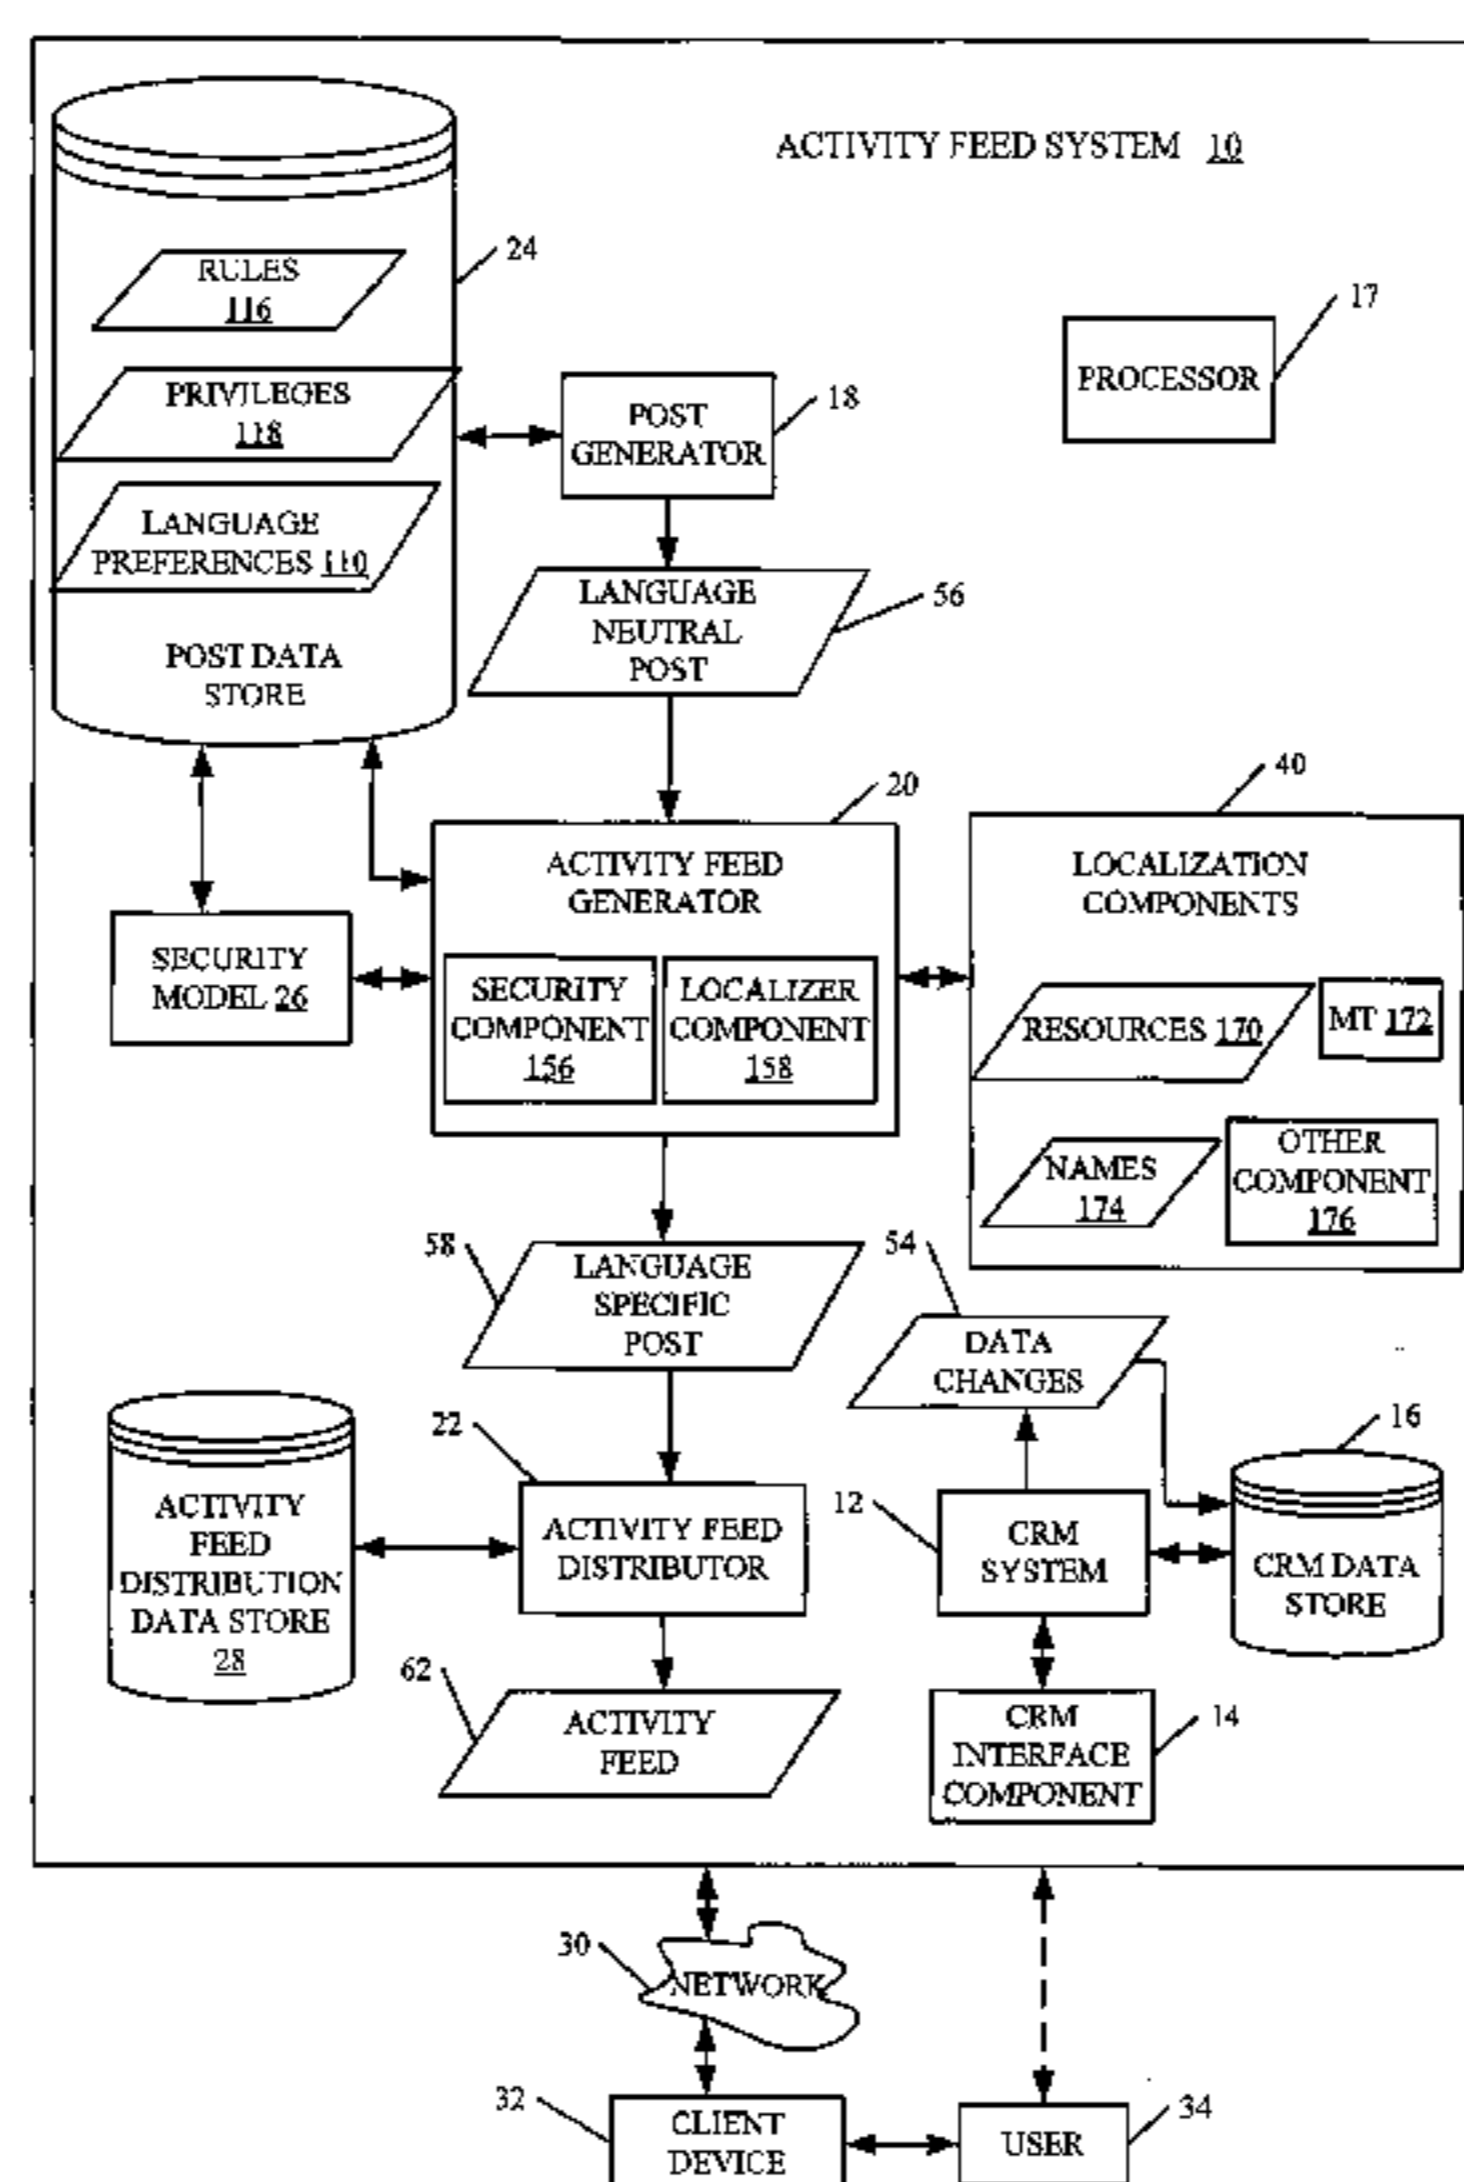 ACTIVITY FEED SYSTEM 10
24
RULES
116
PRIVILEGES
118
LANGUAGE
PREFERENCES 110
POST DATA
STORE
17
PROCESSOR
18
POST
GENERATOR
56
LANGUAGE
NEUTRAL
POST
20
ACTIVITY FEED
GENERATOR
SECURITY
COMPONENT
156
LOCALIZER
COMPONENT
158
SECURITY
MODEL 26
40
LOCALIZATION
COMPONENTS
RESOURCES 170
MT 172
NAMES
174
OTHER
COMPONENT
176
58
LANGUAGE
SPECIFIC
POST
54
DATA
CHANGES
22
ACTIVITY FEED
DISTRIBUTOR
ACTIVITY
FEED
DISTRIBUTION
DATA STORE
28
12
CRM
SYSTEM
16
CRM DATA
STORE
62
ACTIVITY
FEED
14
CRM
INTERFACE
COMPONENT
30
NETWORK
32
CLIENT
DEVICE
34
USER